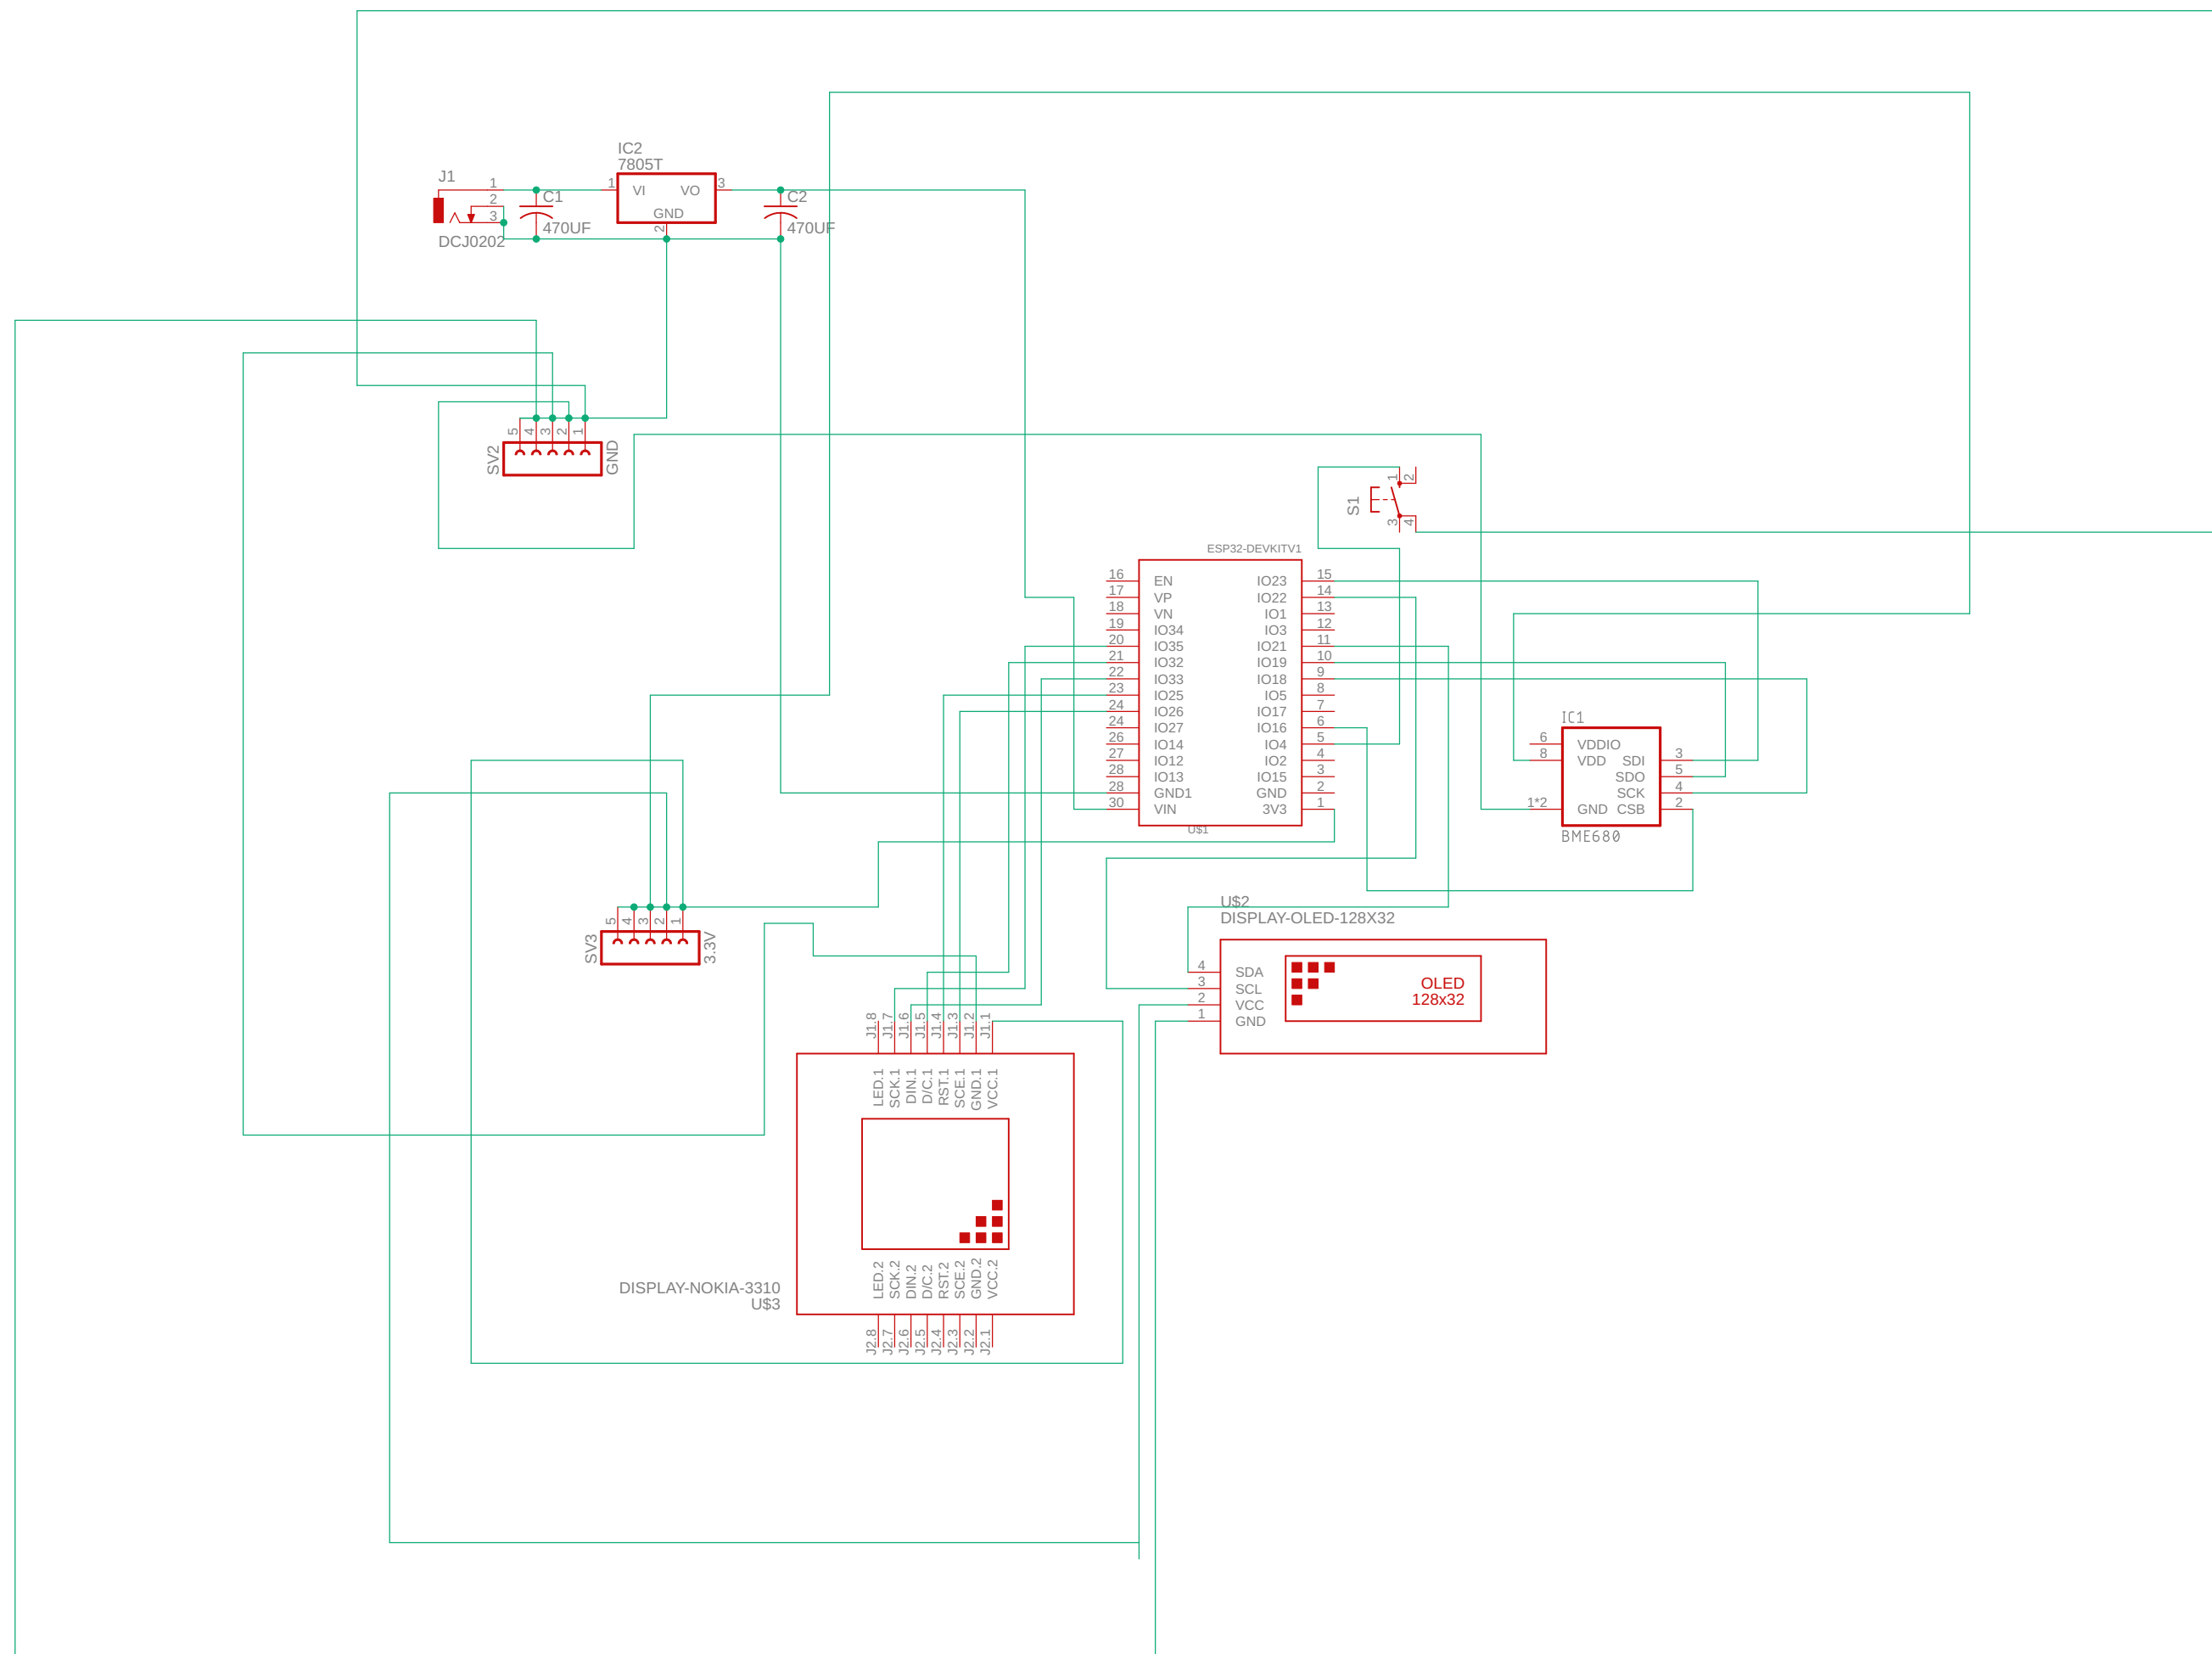 IC2
7805T
J1
1
2
3
DCJ0202
C1
470UF
1
VI
VO
3
GND
2
C2
470UF
5
4
3
2
1
SV2
GND
1
2
S1
3
4
ESP32-DEVKITV1
16 EN IO23 15
17 VP IO22 14
18 VN IO1 13
19 IO34 IO3 12
20 IO35 IO21 11
21 IO32 IO19 10
22 IO33 IO18 9
23 IO25 IO5 8
24 IO26 IO17 7
24 IO27 IO16 6
26 IO14 IO4 5
27 IO12 IO2 4
28 IO13 IO15 3
28 GND1 GND 2
30 VIN 3V3 1
U$1
IC1
6 VDDIO
8 VDD SDI 3
SDO 5
SCK 4
1*2 GND CSB 2
BME680
5
4
3
2
1
SV3
3.3V
U$2
DISPLAY-OLED-128X32
4 SDA
3 SCL
2 VCC
1 GND
OLED
128x32
J1.8
J1.7
J1.6
J1.5
J1.4
J1.3
J1.2
J1.1
LED.1
SCK.1
DIN.1
D/C.1
RST.1
SCE.1
GND.1
VCC.1
LED.2
SCK.2
DIN.2
D/C.2
RST.2
SCE.2
GND.2
VCC.2
DISPLAY-NOKIA-3310
U$3
J2.8
J2.7
J2.6
J2.5
J2.4
J2.3
J2.2
J2.1